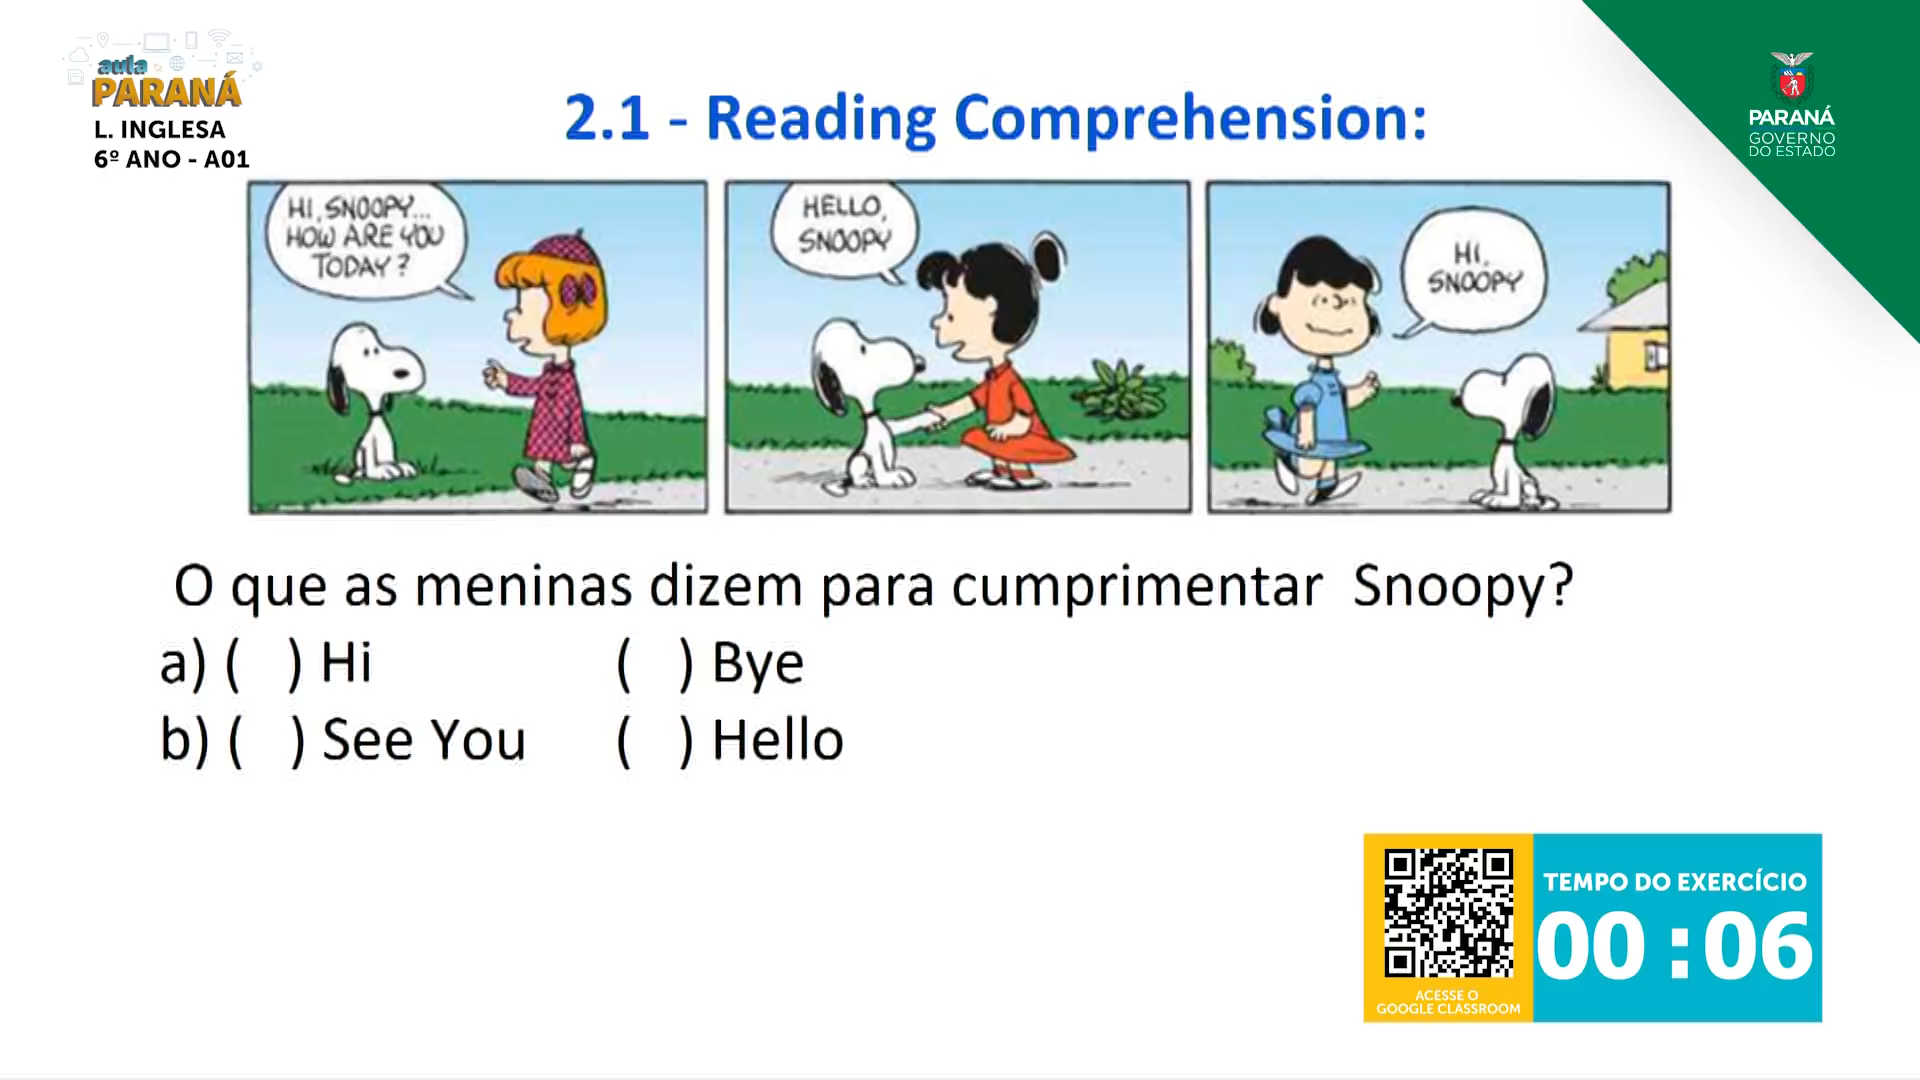 aula
PARANÁ
L. INGLESA
6º ANO - A01
2.1 - Reading Comprehension:
PARANÁ
GOVERNO
DO ESTADO
HI, SNOOPY...
HOW ARE YOU
TODAY?
HELLO,
SNOOPY
HI,
SNOOPY
O que as meninas dizem para cumprimentar Snoopy?
a) ( ) Hi ( ) Bye
b) ( ) See You ( ) Hello
TEMPO DO EXERCÍCIO
00:06
ACESSE O
GOOGLE CLASSROOM